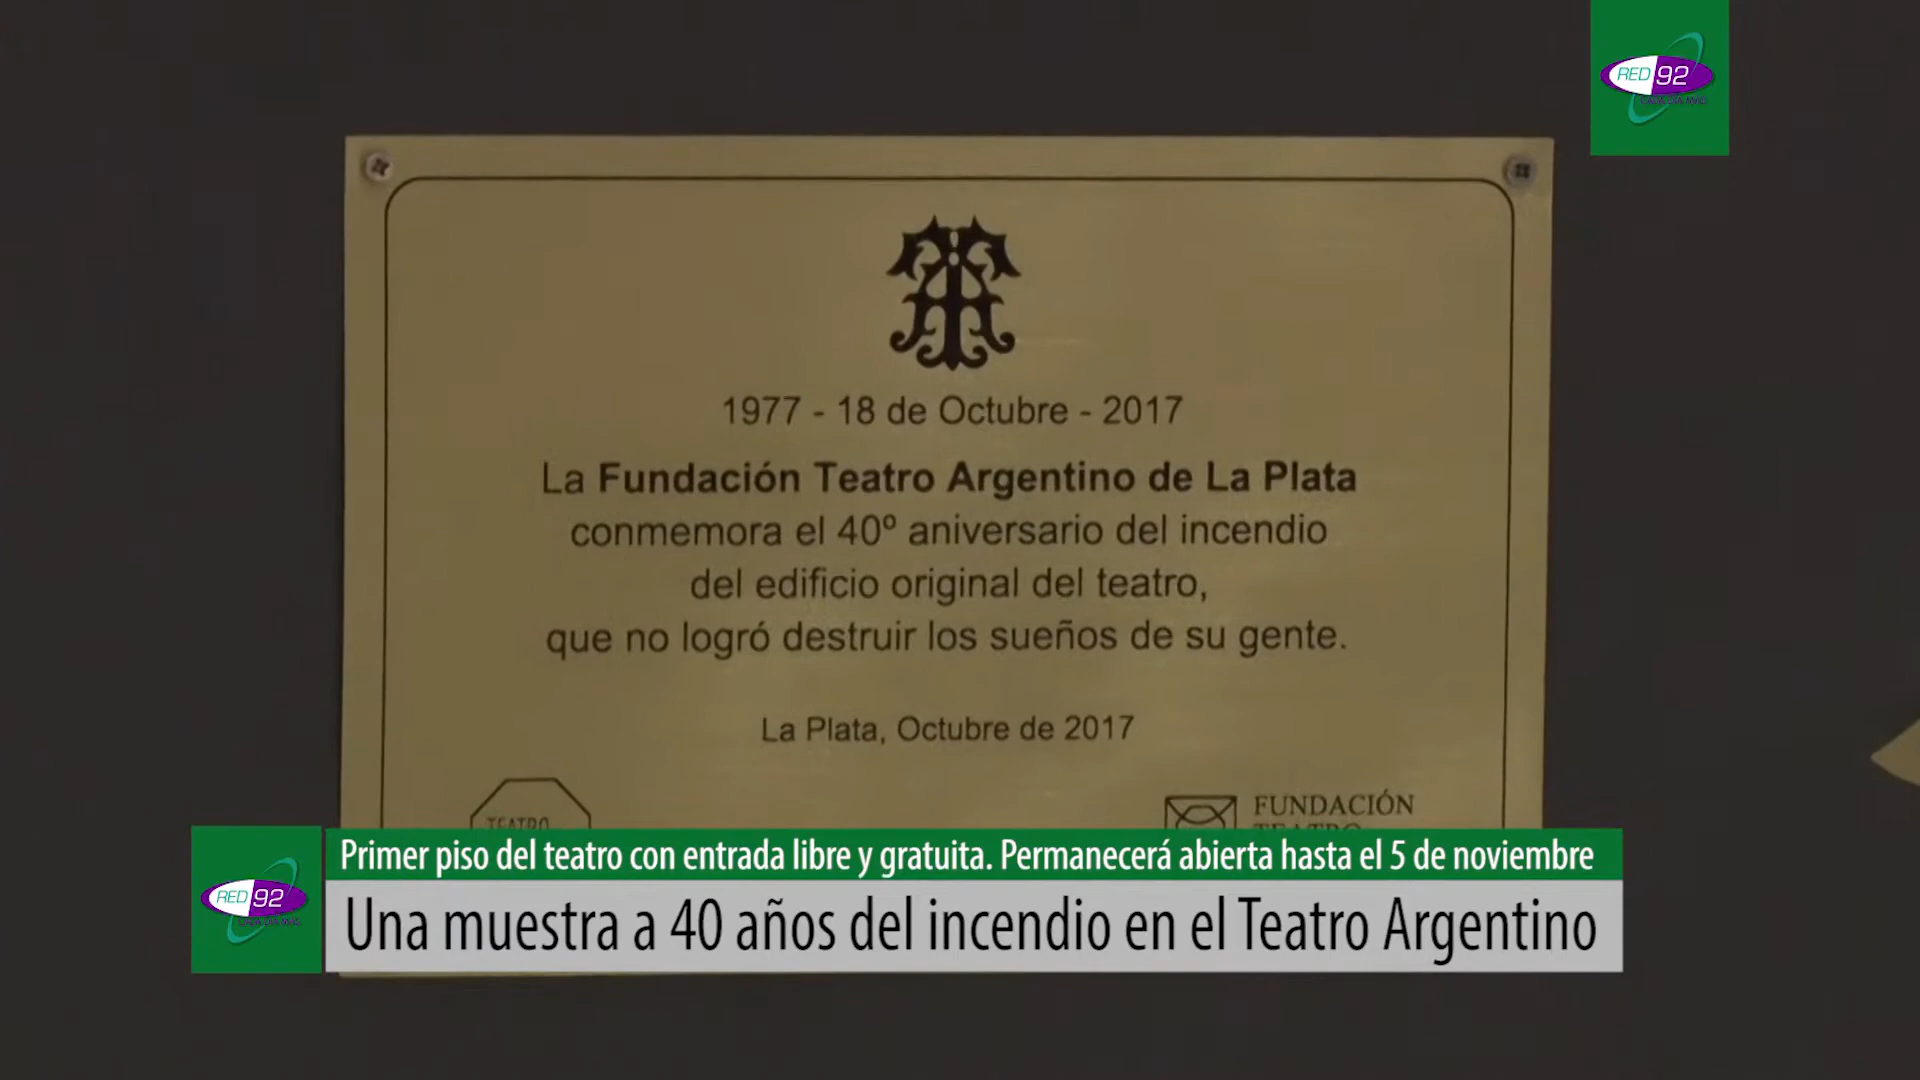 RED 92
1977 - 18 de Octubre - 2017
La Fundación Teatro Argentino de La Plata
conmemora el 40º aniversario del incendio
del edificio original del teatro,
que no logró destruir los sueños de su gente.
La Plata, Octubre de 2017
TEATRO
FUNDACIÓN
TEATRO
Primer piso del teatro con entrada libre y gratuita. Permanecerá abierta hasta el 5 de noviembre
RED 92
Una muestra a 40 años del incendio en el Teatro Argentino